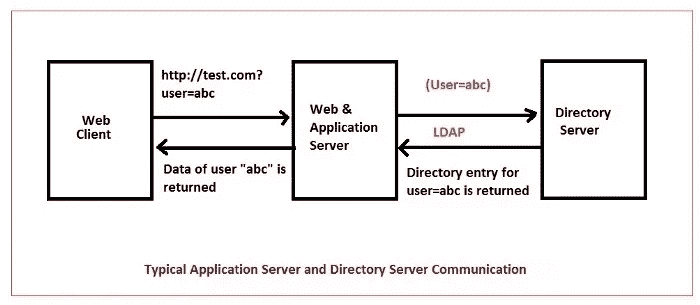 Web
Client
http://test.com?
user=abc
Data of user "abc" is
returned
Web &
Application
Server
(User=abc)
LDAP
Directory entry for
user=abc is returned
Directory
Server
Typical Application Server and Directory Server Communication